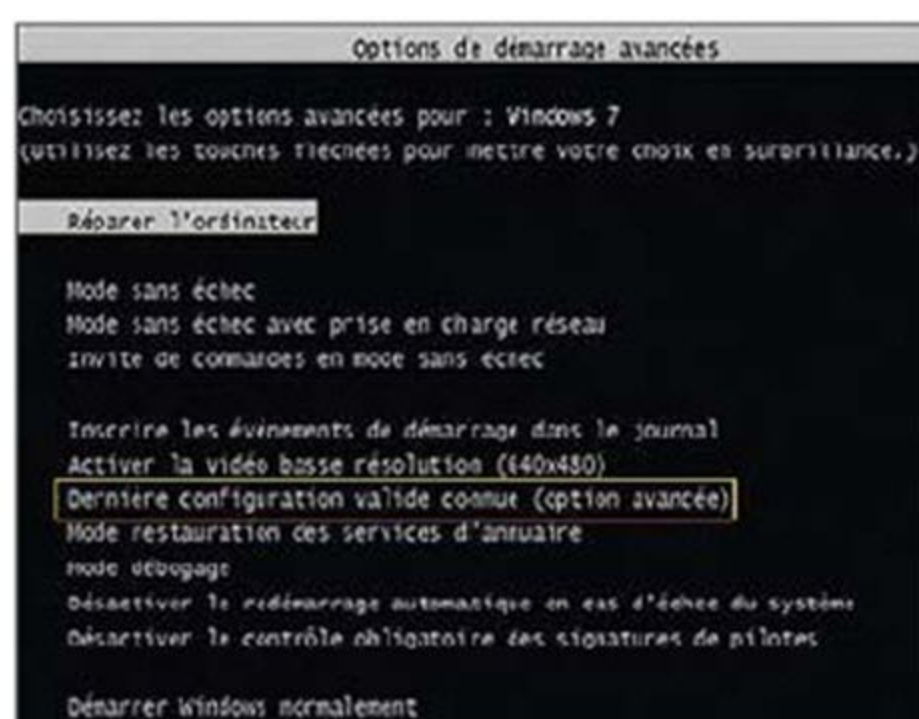 Options de démarrage avancées
Choisissez les options avancées pour : Windows 7
(Utilisez les touches fléchées pour mettre votre choix en surbrillance.)
Réparer l'ordinateur
Mode sans échec
Mode sans échec avec prise en charge réseau
Invite de commandes en mode sans échec
Inscrire les événements de démarrage dans le journal
Activer la vidéo basse résolution (640x480)
Dernière configuration valide connue (option avancée)
Mode restauration des services d'annuaire
Mode débogage
Désactiver le redémarrage automatique en cas d'échec du système
Désactiver le contrôle obligatoire des signatures de pilotes
Démarrer Windows normalement